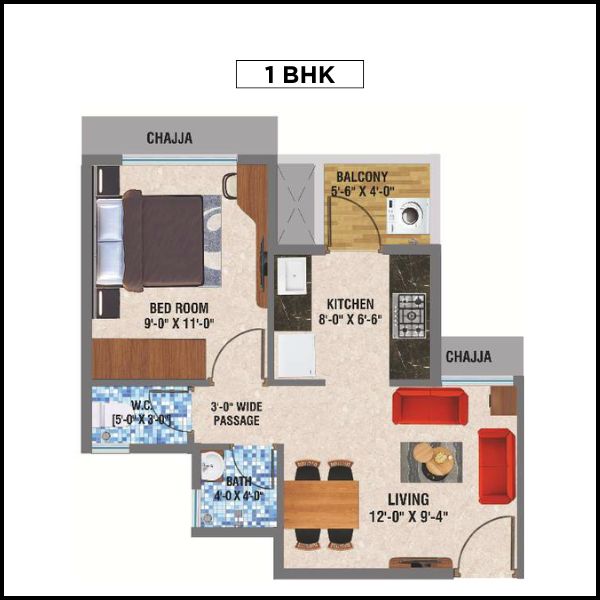 1 BHK
CHAJJA
BALCONY
5'-6" X 4'-0"
BED ROOM
9'-0" X 11'-0"
KITCHEN
8'-0" X 6'-6"
CHAJJA
W.C.
[5'-0" X 3'-0"]
3'-0" WIDE
PASSAGE
BATH
4'-0 X 4'-0"
LIVING
12'-0" X 9'-4"